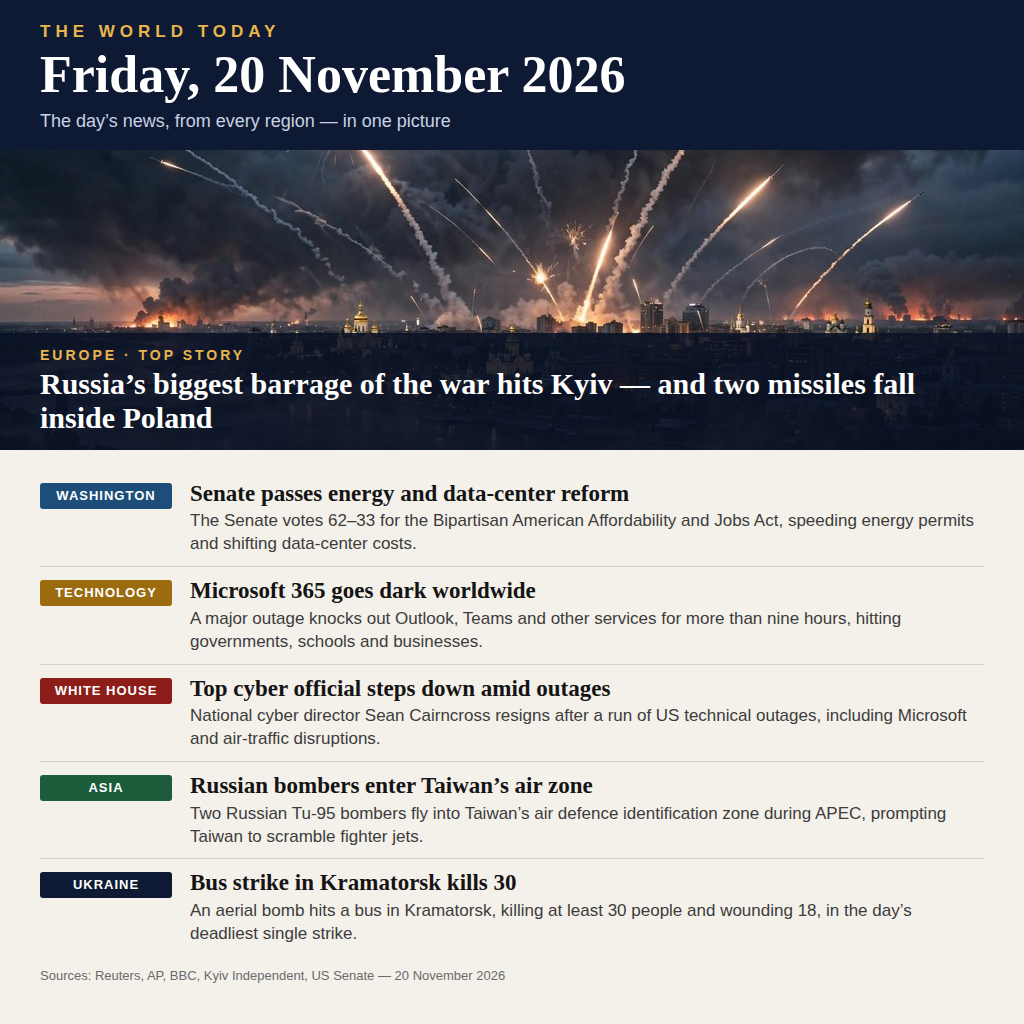 THE WORLD TODAY
Friday, 20 November 2026
The day’s news, from every region — in one picture
EUROPE · TOP STORY
Russia’s biggest barrage of the war hits Kyiv — and two missiles fall
inside Poland
WASHINGTON
Senate passes energy and data-center reform
The Senate votes 62–33 for the Bipartisan American Affordability and Jobs Act, speeding energy permits
and shifting data-center costs.
TECHNOLOGY
Microsoft 365 goes dark worldwide
A major outage knocks out Outlook, Teams and other services for more than nine hours, hitting
governments, schools and businesses.
WHITE HOUSE
Top cyber official steps down amid outages
National cyber director Sean Cairncross resigns after a run of US technical outages, including Microsoft
and air-traffic disruptions.
ASIA
Russian bombers enter Taiwan’s air zone
Two Russian Tu-95 bombers fly into Taiwan’s air defence identification zone during APEC, prompting
Taiwan to scramble fighter jets.
UKRAINE
Bus strike in Kramatorsk kills 30
An aerial bomb hits a bus in Kramatorsk, killing at least 30 people and wounding 18, in the day’s
deadliest single strike.
Sources: Reuters, AP, BBC, Kyiv Independent, US Senate — 20 November 2026